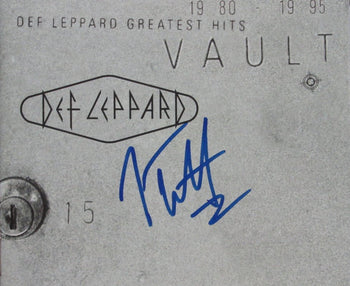 19 80 - 19 95
DEF LEPPARD GREATEST HITS
VAULT
DEF LEPPARD
15